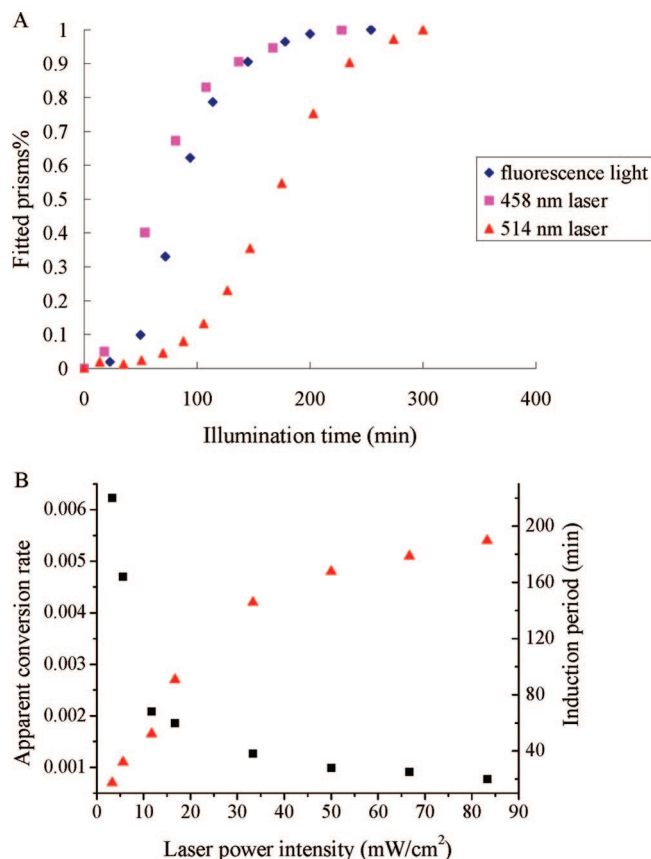 A
Fitted prisms%
1
0.9
0.8
0.7
0.6
0.5
0.4
0.3
0.2
0.1
0
0 100 200 300 400
Illumination time (min)
fluorescence light
458 nm laser
514 nm laser
B
Apparent conversion rate
0.006
0.005
0.004
0.003
0.002
0.001
200
160
120
80
40
Induction period (min)
0 10 20 30 40 50 60 70 80 90
Laser power intensity (mW/cm²)